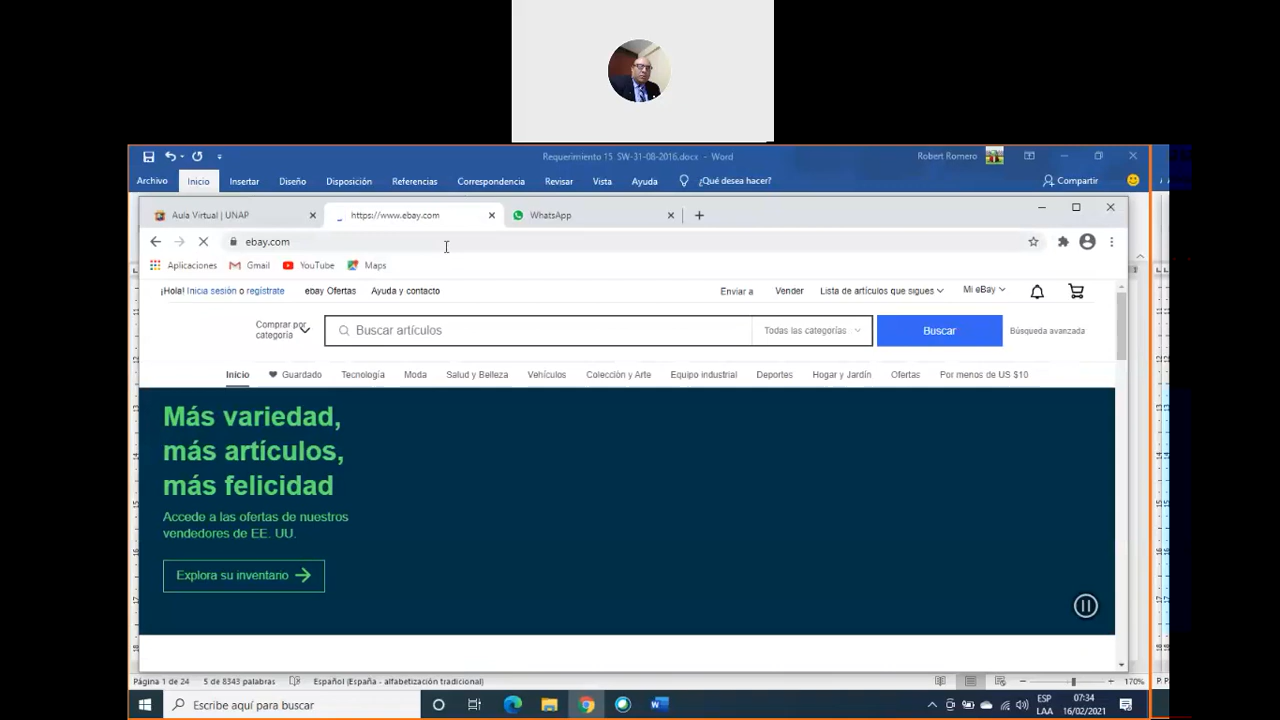 Requerimiento 15 SW-31-08-2016.docx - Word
Robert Romero
Archivo Inicio Insertar Diseño Disposición Referencias Correspondencia Revisar Vista Ayuda ¿Qué desea hacer? Compartir
Aula Virtual | UNAP
https://www.ebay.com
WhatsApp
ebay.com
Aplicaciones Gmail YouTube Maps
¡Hola! Inicia sesión o regístrate ebay Ofertas Ayuda y contacto Enviar a Vender Lista de artículos que sigues Mi eBay
Comprar por categoría
Buscar artículos
Todas las categorías
Buscar
Búsqueda avanzada
Inicio Guardado Tecnología Moda Salud y Belleza Vehículos Colección y Arte Equipo industrial Deportes Hogar y Jardín Ofertas Por menos de US $10
Más variedad,
más artículos,
más felicidad
Accede a las ofertas de nuestros
vendedores de EE. UU.
Explora su inventario
Página 1 de 24 5 de 8343 palabras Español (España - alfabetización tradicional) 170%
Escribe aquí para buscar
ESP
LAA
07:34
16/02/2021